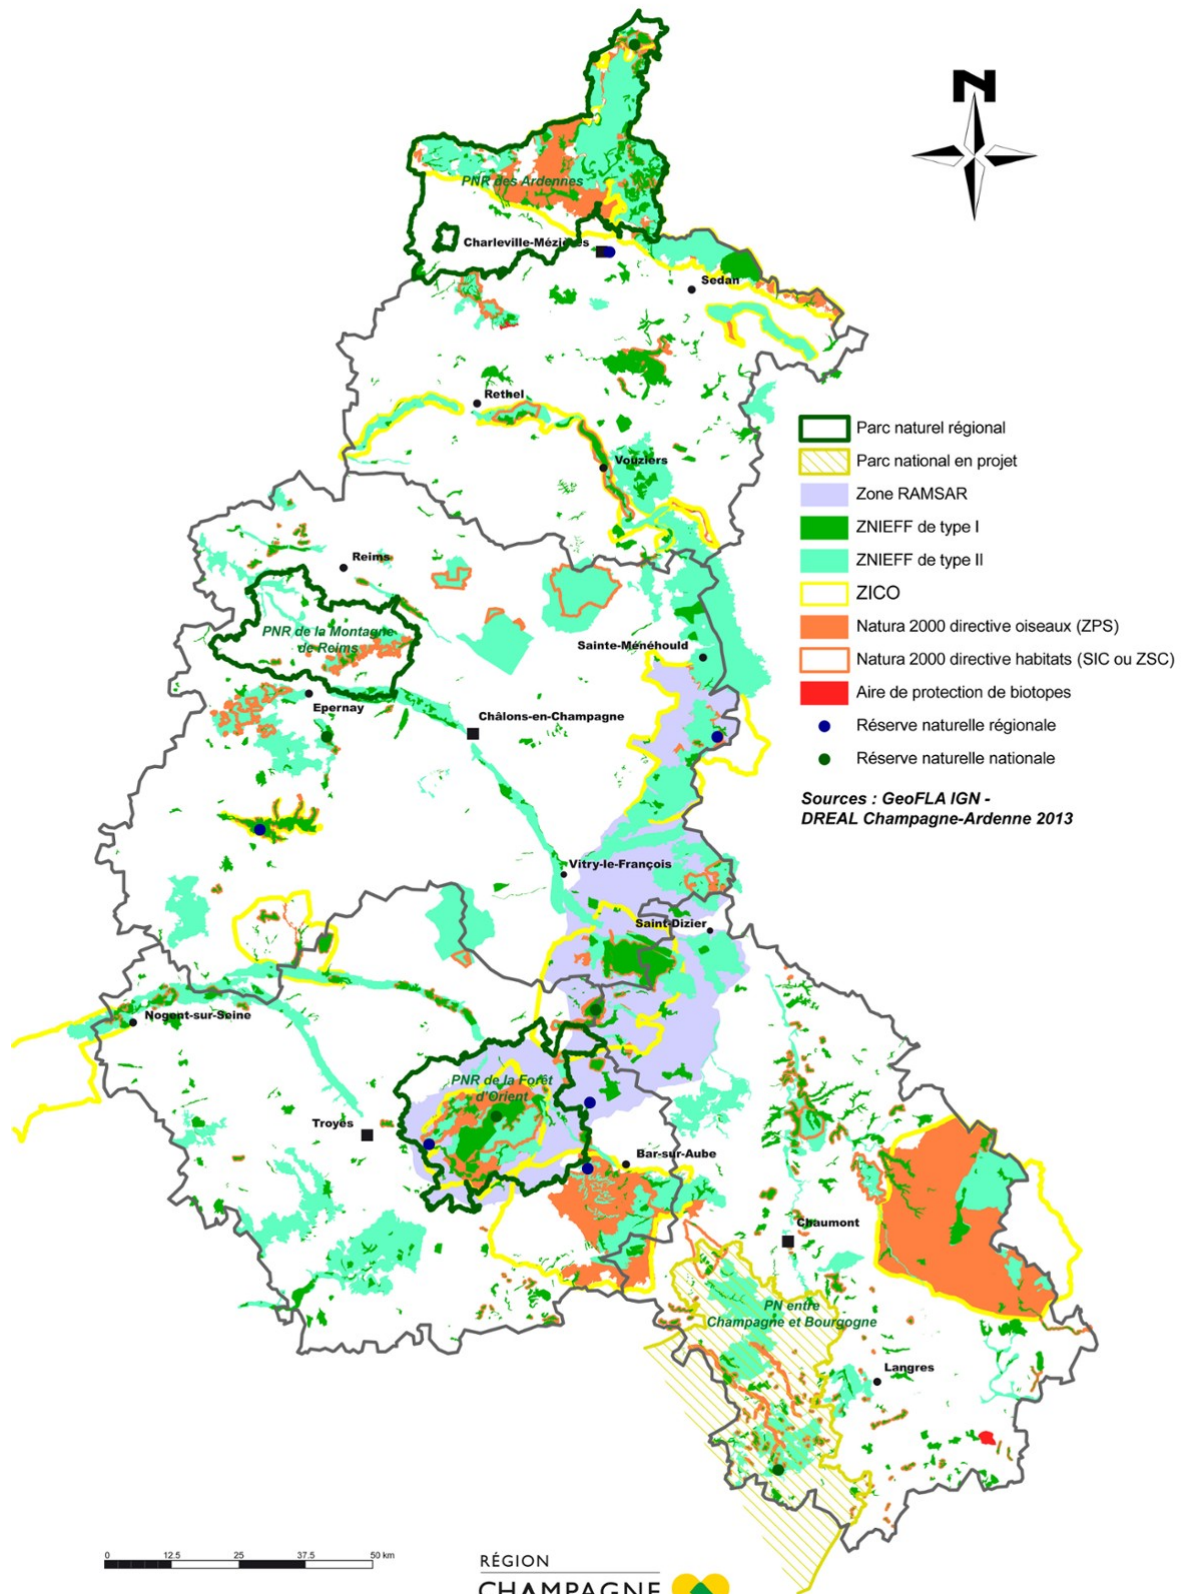 N
PNR des Ardennes
Charleville-Mézières
Sedan
Rethel
Vouziers
Parc naturel régional
Parc national en projet
Zone RAMSAR
ZNIEFF de type I
ZNIEFF de type II
ZICO
Natura 2000 directive oiseaux (ZPS)
Natura 2000 directive habitats (SIC ou ZSC)
Aire de protection de biotopes
Réserve naturelle régionale
Réserve naturelle nationale
Sources : GeoFLA IGN -
DREAL Champagne-Ardenne 2013
Reims
PNR de la Montagne
de Reims
Sainte-Ménéhould
Epernay
Châlons-en-Champagne
Vitry-le-François
Saint-Dizier
Nogent-sur-Seine
PNR de la Forêt
d'Orient
Troyes
Bar-sur-Aube
Chaumont
PN entre
Champagne et Bourgogne
Langres
0 12.5 25 37.5 50 km
RÉGION
CHAMPAGNE